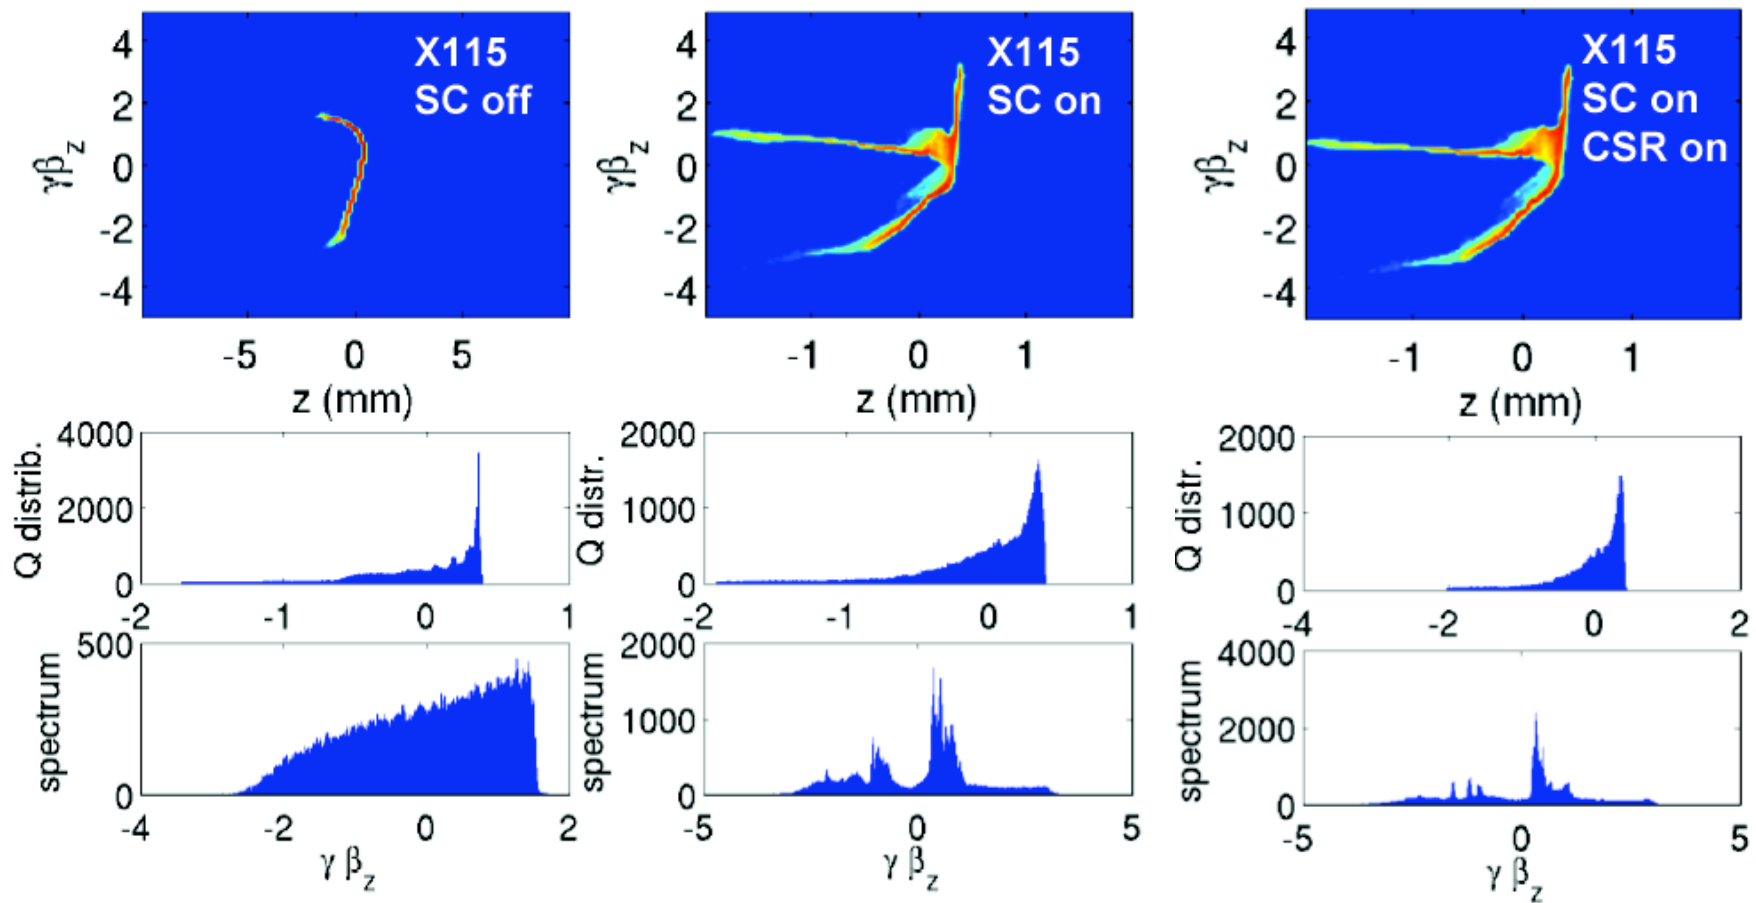 4
2
0
-2
-4
γβz
X115
SC off
-5 0 5
z (mm)
4
2
0
-2
-4
γβz
X115
SC on
-1 0 1
z (mm)
4
2
0
-2
-4
γβz
X115
SC on
CSR on
-1 0 1
z (mm)
4000
2000
0
Q distrib.
-2 -1 0 1
2000
1000
0
Q distr.
-2 -1 0 1
2000
1000
0
Q distr.
-4 -2 0 2
500
0
spectrum
-4 -2 0 2
γ βz
2000
1000
0
spectrum
-5 0 5
γ βz
4000
2000
0
spectrum
-5 0 5
γ βz